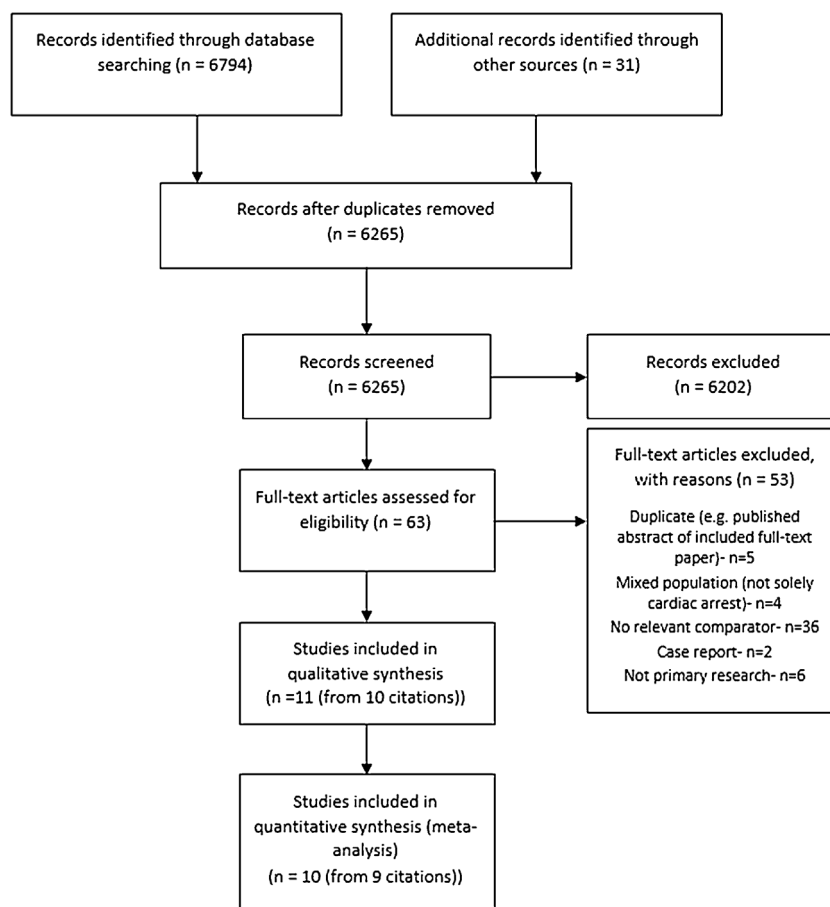 Records identified through database
searching (n = 6794)
Additional records identified through
other sources (n = 31)
Records after duplicates removed
(n = 6265)
Records screened
(n = 6265)
Records excluded
(n = 6202)
Full-text articles assessed for
eligibility (n = 63)
Full-text articles excluded,
with reasons (n = 53)
Duplicate (e.g. published
abstract of included full-text
paper)- n=5
Mixed population (not solely
cardiac arrest)- n=4
No relevant comparator- n=36
Case report- n=2
Not primary research- n=6
Studies included in
qualitative synthesis
(n =11 (from 10 citations))
Studies included in
quantitative synthesis (meta-
analysis)
(n = 10 (from 9 citations))